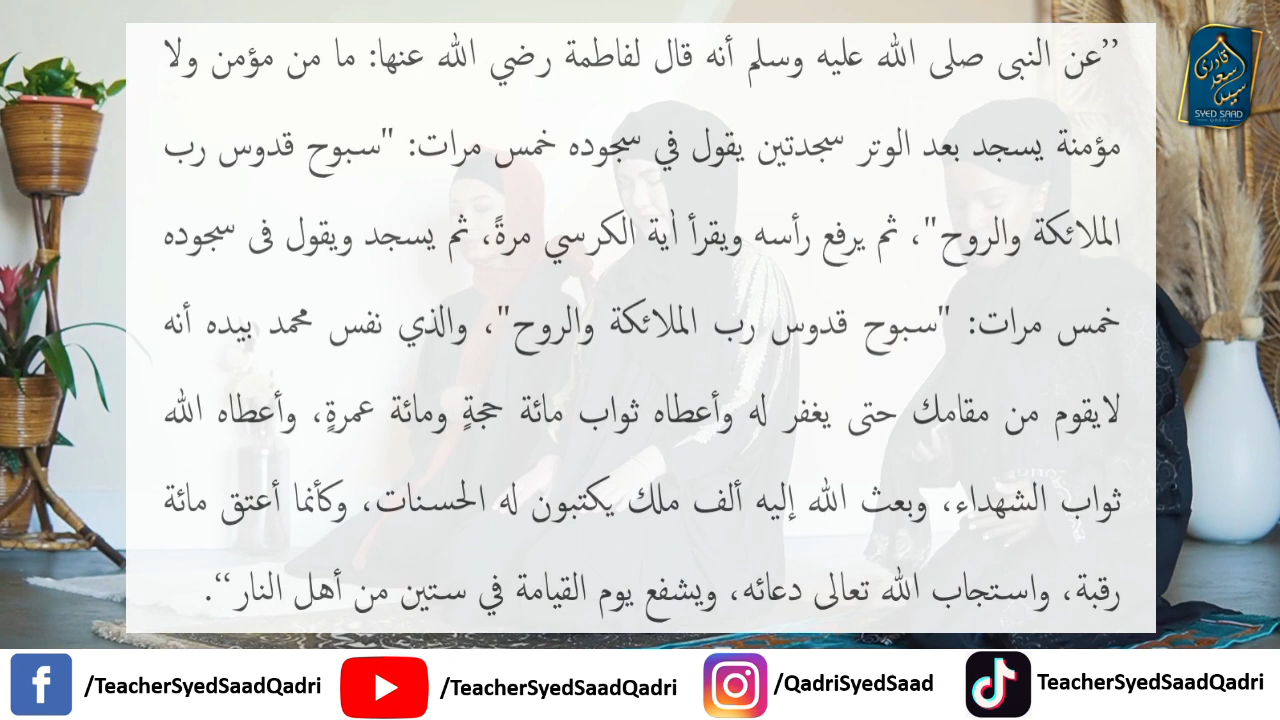 ’’عن النبى صلى الله عليه وسلم أنه قال لفاطمة رضي الله عنها: ما من مؤمن ولا
مؤمنة يسجد بعد الوتر سجدتين يقول في سجوده خمس مرات: "سبوح قدوس رب
الملائكة والروح"، ثم يرفع رأسه ويقرأ أية الكرسي مرةً، ثم يسجد ويقول فى سجوده
خمس مرات: "سبوح قدوس رب الملائكة والروح"، والذي نفس محمد بيده أنه
لايقوم من مقامك حتى يغفر له وأعطاه ثواب مائة حجةٍ ومائة عمرةٍ، وأعطاه الله
ثواب الشهداء، وبعث الله إليه ألف ملك يكتبون له الحسنات، وكأنما أعتق مائة
رقبة، واستجاب الله تعالى دعائه، ويشفع يوم القيامة في ستين من أهل النار‘‘.
سید سعد قادری
SYED SAAD
QADRI
/TeacherSyedSaadQadri
/TeacherSyedSaadQadri
/QadriSyedSaad
TeacherSyedSaadQadri